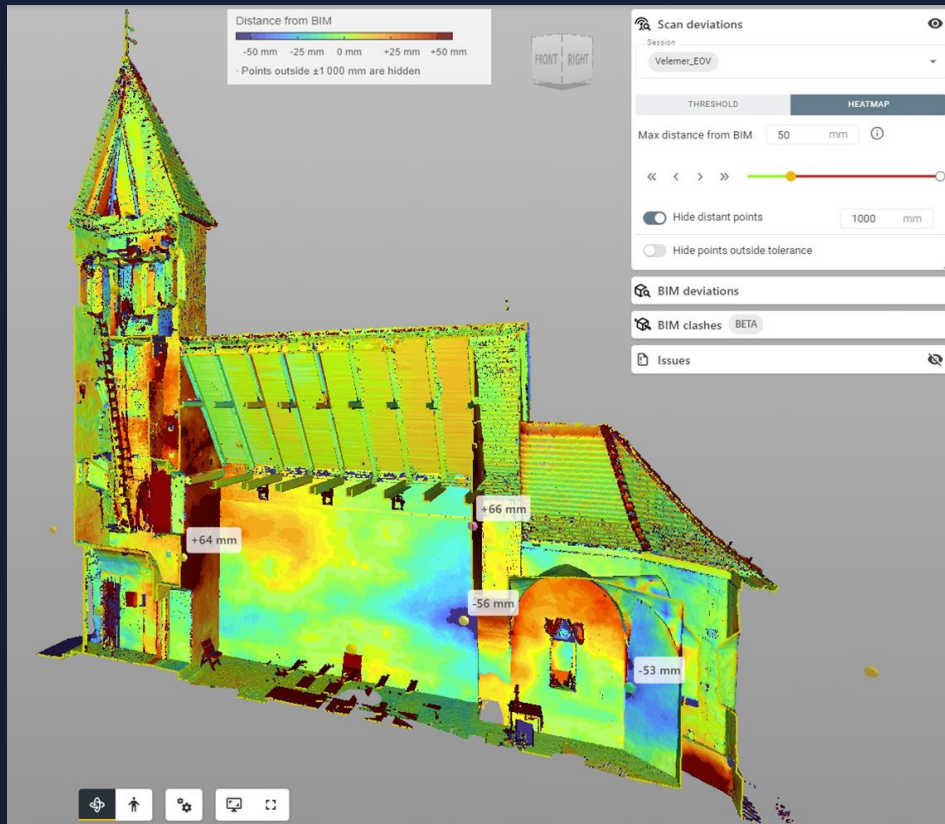 Distance from BIM
-50 mm -25 mm 0 mm +25 mm +50 mm
· Points outside ±1 000 mm are hidden
FRONT RIGHT
Scan deviations
Session
Velemer_EOV
THRESHOLD HEATMAP
Max distance from BIM 50 mm
Hide distant points 1000 mm
Hide points outside tolerance
BIM deviations
BIM clashes BETA
Issues
+66 mm
+64 mm
-56 mm
-53 mm